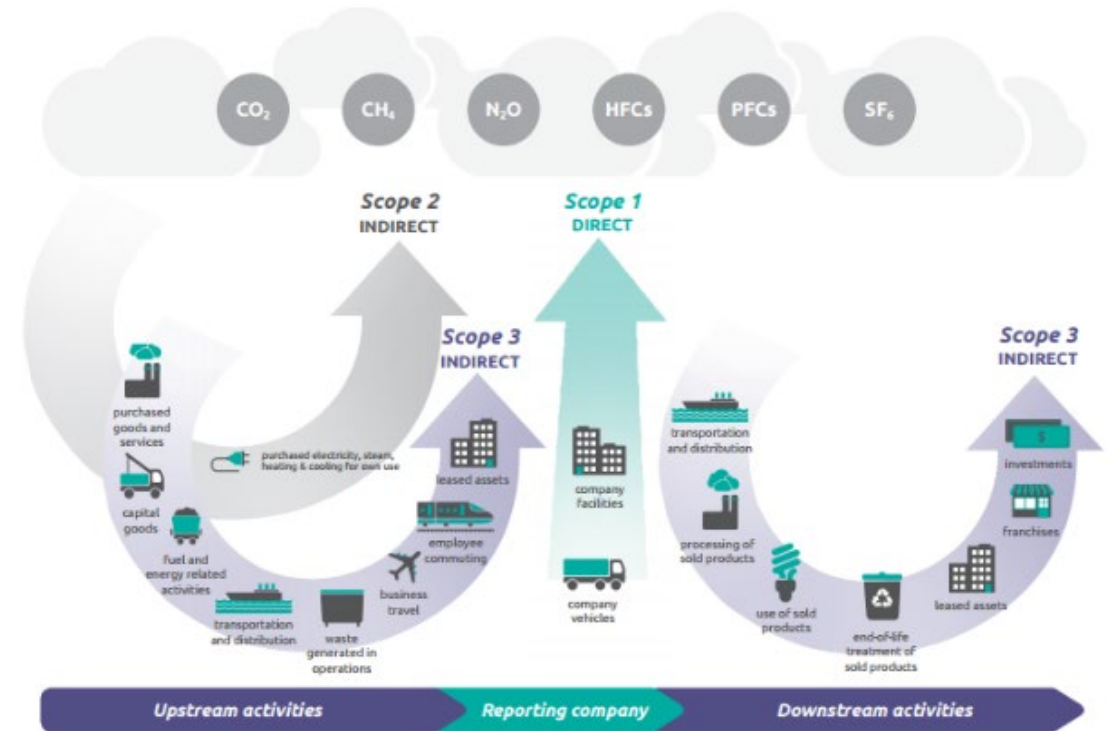 CO₂
CH₄
N₂O
HFCs
PFCs
SF₆
Scope 2
INDIRECT
Scope 1
DIRECT
Scope 3
INDIRECT
Scope 3
INDIRECT
purchased
goods and
services
capital
goods
fuel and
energy related
activities
purchased electricity, steam,
heating & cooling for own use
transportation
and distribution
waste
generated in
operations
business
travel
employee
commuting
leased assets
company
facilities
company
vehicles
transportation
and distribution
processing of
sold products
use of sold
products
end-of-life
treatment of
sold products
leased assets
franchises
$
investments
Upstream activities
Reporting company
Downstream activities